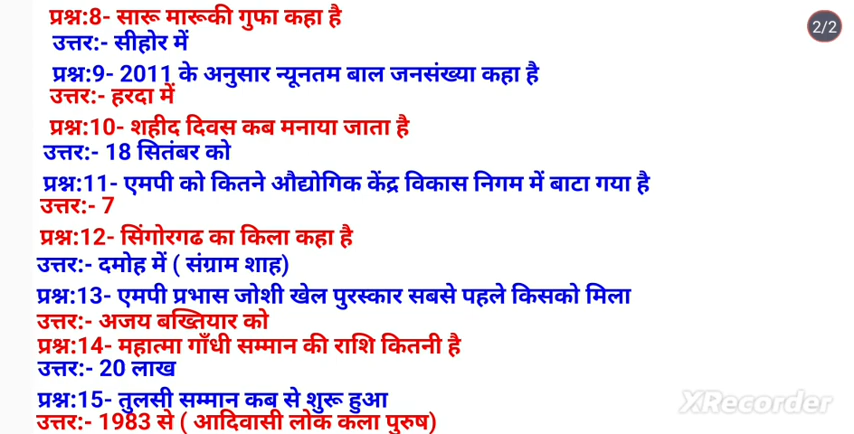 प्रश्न:8- सारू मारूकी गुफा कहा है
2/2
उत्तर:- सीहोर में
प्रश्न:9- 2011 के अनुसार न्यूनतम बाल जनसंख्या कहा है
उत्तर:- हरदा में
प्रश्न:10- शहीद दिवस कब मनाया जाता है
उत्तर:- 18 सितंबर को
प्रश्न:11- एमपी को कितने औद्योगिक केंद्र विकास निगम में बाटा गया है
उत्तर:- 7
प्रश्न:12- सिंगोरगढ का किला कहा है
उत्तर:- दमोह में ( संग्राम शाह)
प्रश्न:13- एमपी प्रभास जोशी खेल पुरस्कार सबसे पहले किसको मिला
उत्तर:- अजय बख्तियार को
प्रश्न:14- महात्मा गाँधी सम्मान की राशि कितनी है
उत्तर:- 20 लाख
प्रश्न:15- तुलसी सम्मान कब से शुरू हुआ
XRecorder
उत्तर:- 1983 से ( आदिवासी लोक कला पुरुष)